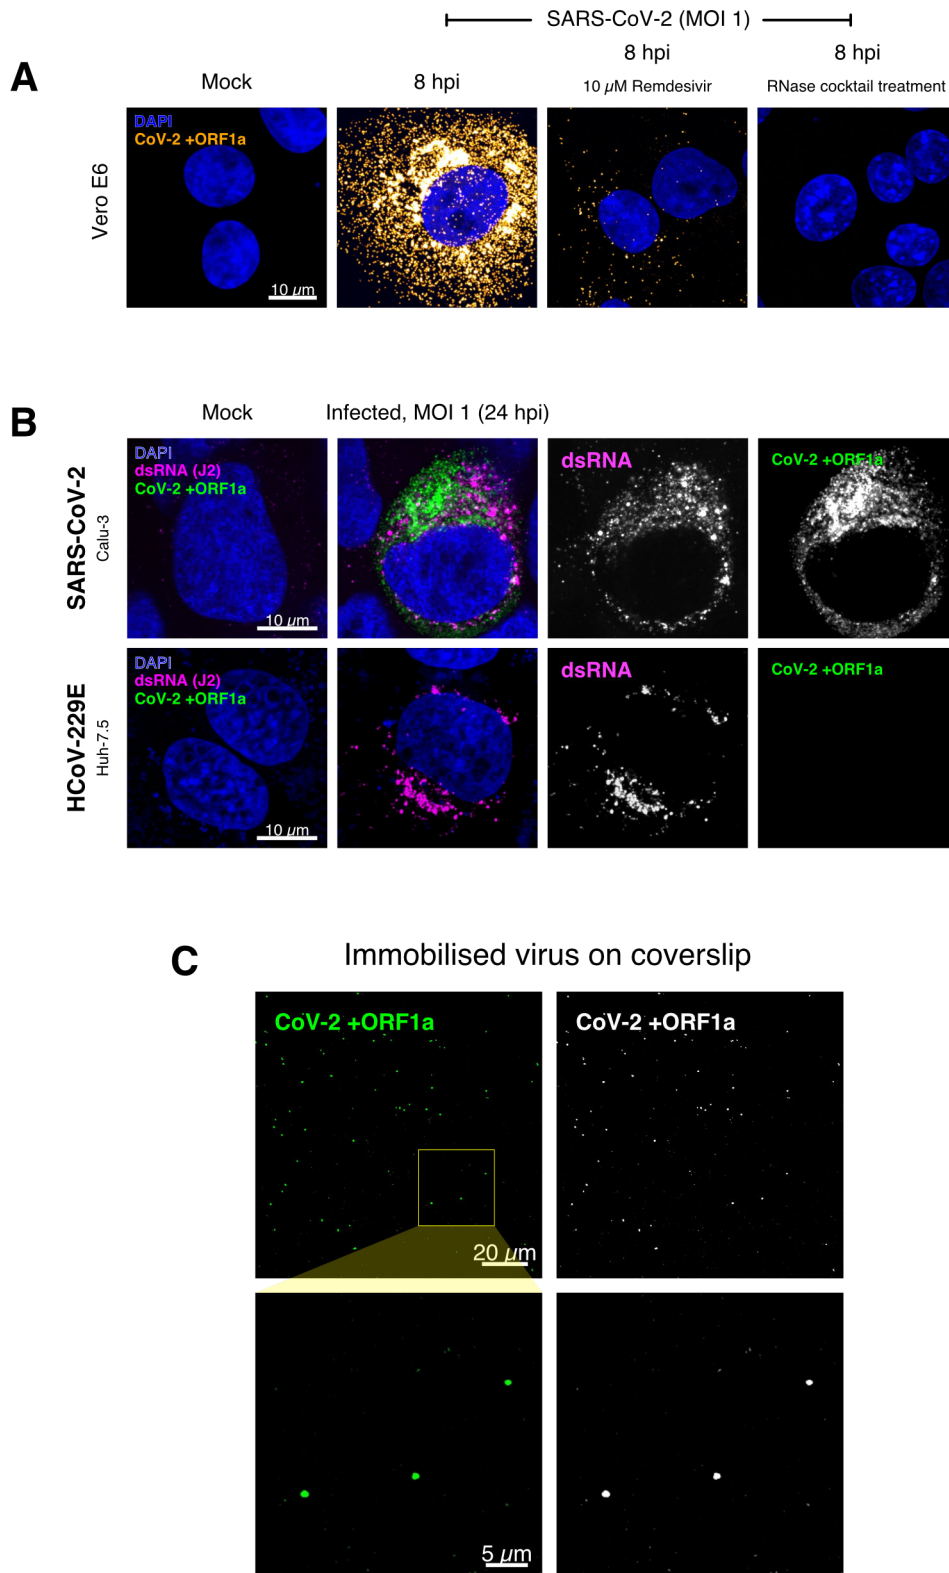 SARS-CoV-2 (MOI 1)
A
Mock
8 hpi
8 hpi
10 µM Remdesivir
8 hpi
RNase cocktail treatment
Vero E6
DAPI
CoV-2 +ORF1a
10 µm
B
Mock
Infected, MOI 1 (24 hpi)
SARS-CoV-2
Calu-3
DAPI
dsRNA (J2)
CoV-2 +ORF1a
10 µm
dsRNA
CoV-2 +ORF1a
HCoV-229E
Huh-7.5
DAPI
dsRNA (J2)
CoV-2 +ORF1a
10 µm
dsRNA
CoV-2 +ORF1a
C
Immobilised virus on coverslip
CoV-2 +ORF1a
CoV-2 +ORF1a
20 µm
5 µm